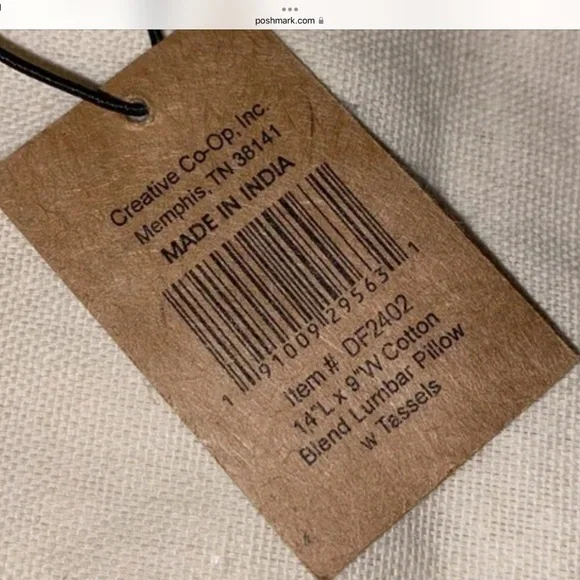 poshmark.com
Creative Co-Op, Inc.
Memphis, TN 38141
MADE IN INDIA
1 91009 29563 1
Item # DF2402
14"L x 9"W Cotton
Blend Lumbar Pillow
w Tassels